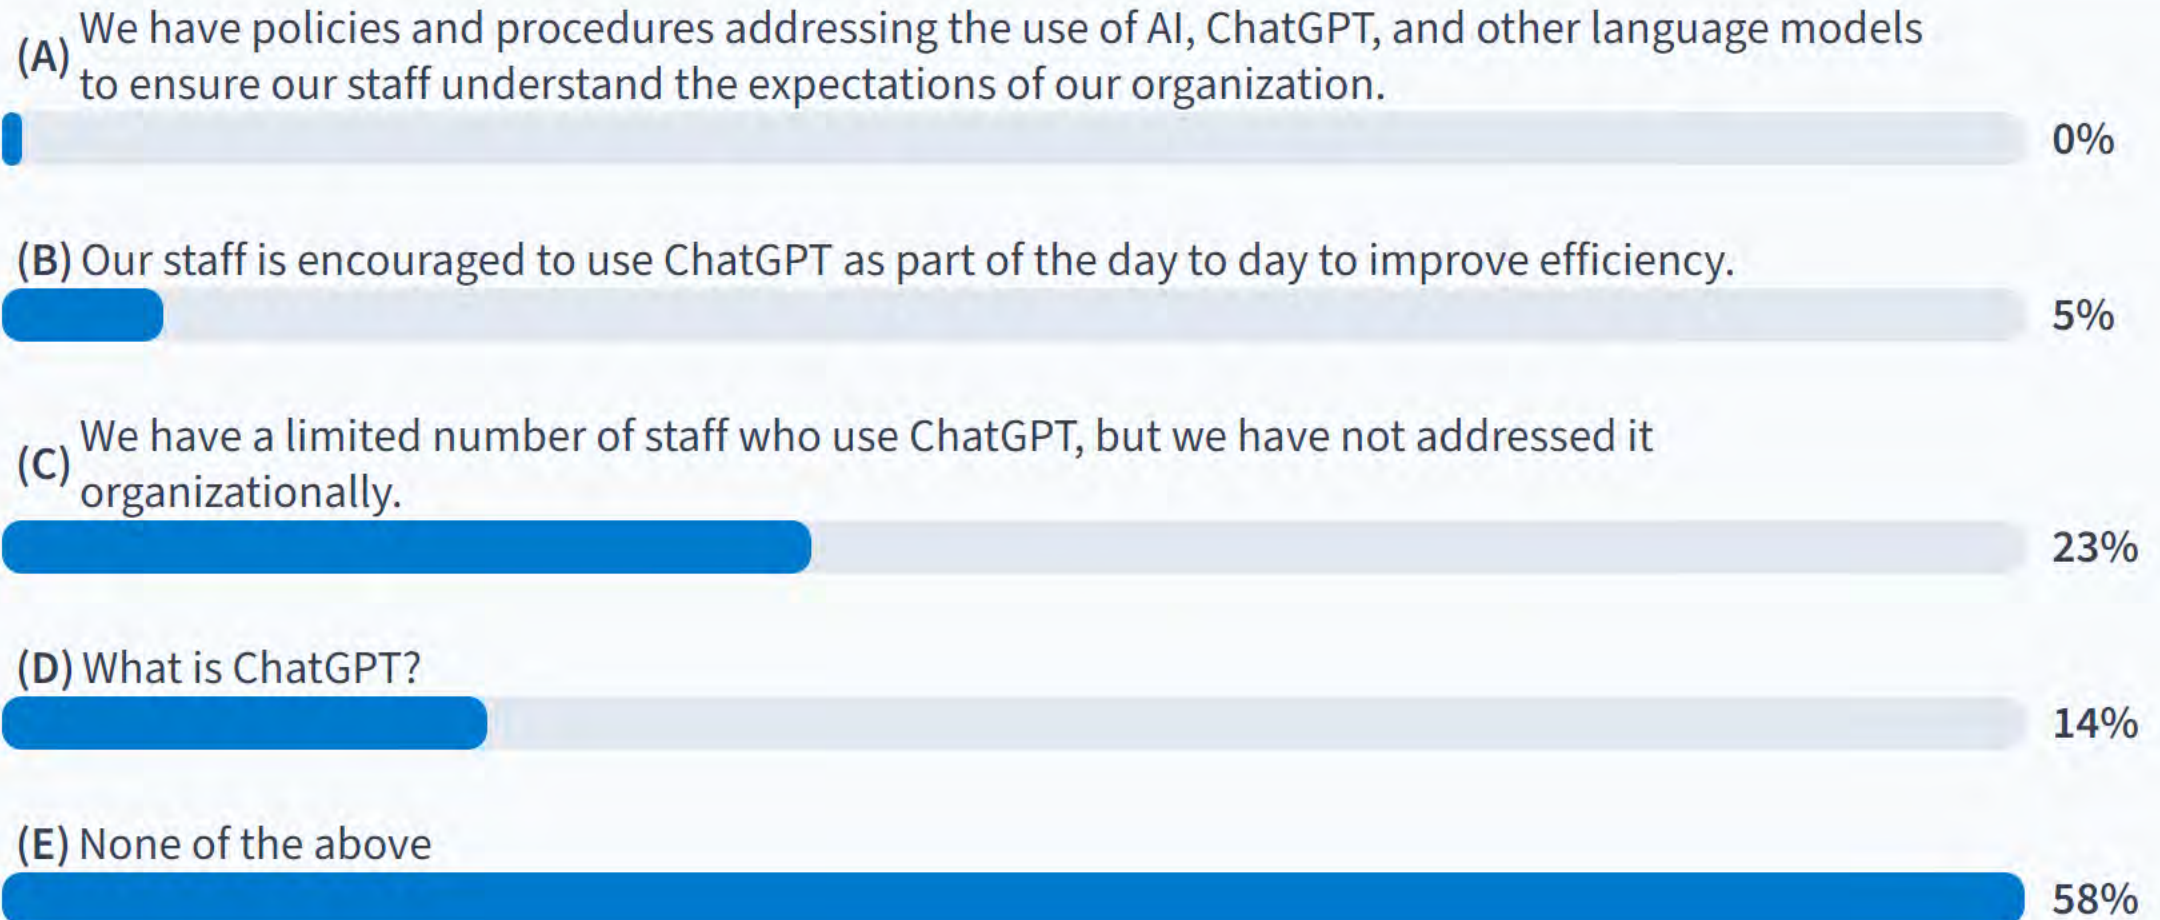 (A) We have policies and procedures addressing the use of AI, ChatGPT, and other language models
to ensure our staff understand the expectations of our organization.
0%
(B) Our staff is encouraged to use ChatGPT as part of the day to day to improve efficiency.
5%
(C) We have a limited number of staff who use ChatGPT, but we have not addressed it
organizationally.
23%
(D) What is ChatGPT?
14%
(E) None of the above
58%